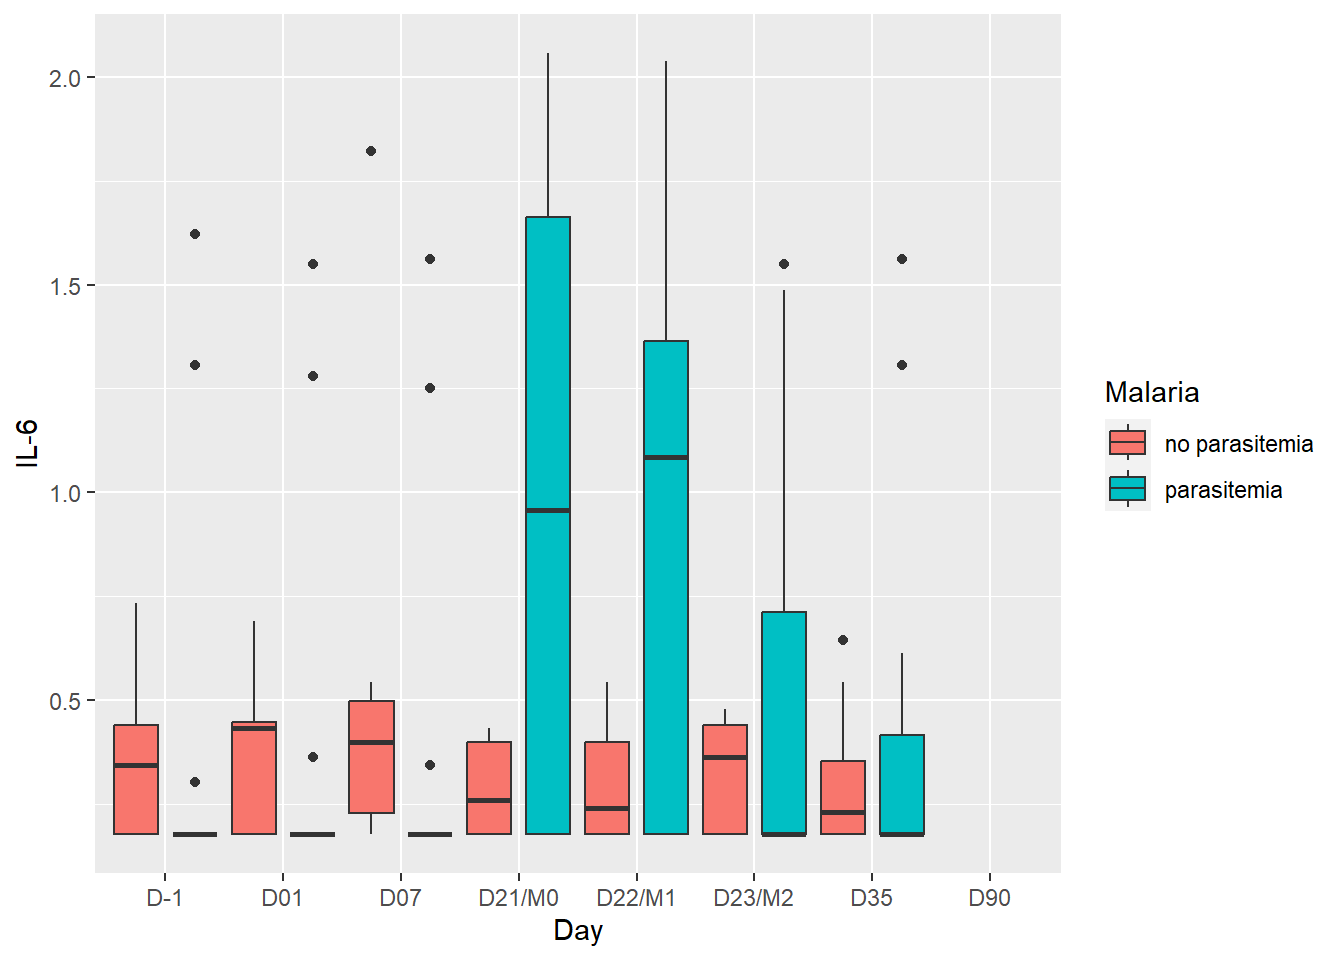 2.0
1.5
1.0
0.5
IL-6
D-1 D01 D07 D21/M0 D22/M1 D23/M2 D35 D90
Day
Malaria
no parasitemia
parasitemia